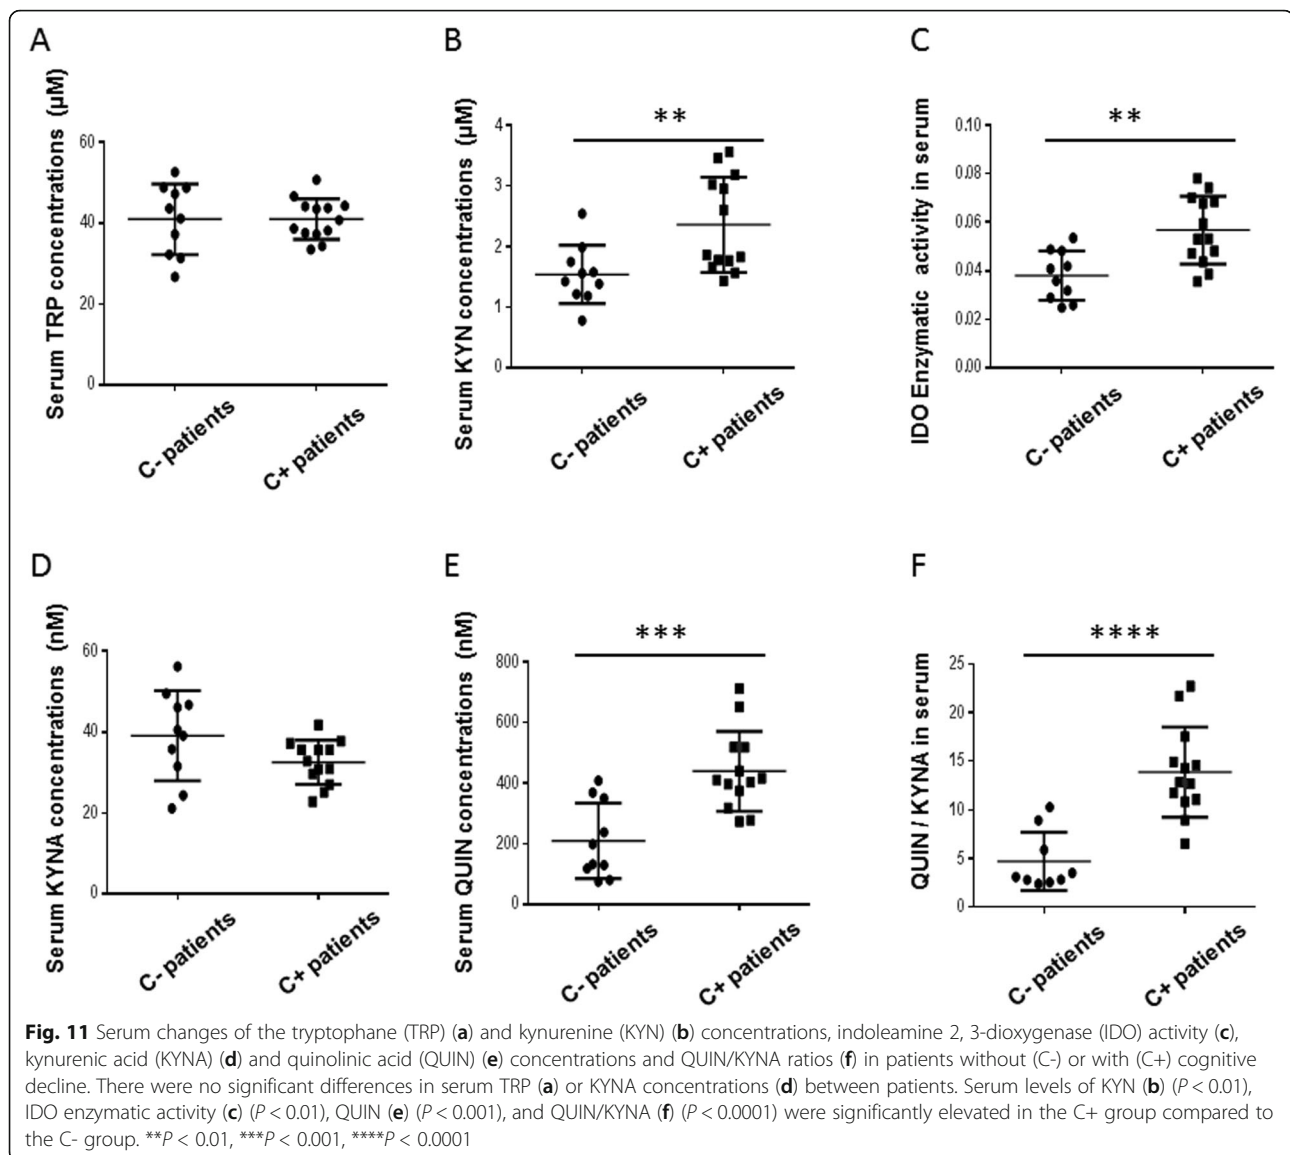 A
B
C
Serum TRP concentrations (µM)
60
40
20
0
C- patients
C+ patients
Serum KYN concentrations (µM)
**
4
3
2
1
0
C- patients
C+ patients
IDO Enzymatic activity in serum
**
0.10
0.08
0.06
0.04
0.02
0.00
C- patients
C+ patients
D
E
F
Serum KYNA concentrations (nM)
60
40
20
0
C- patients
C+ patients
Serum QUIN concentrations (nM)
***
800
600
400
200
0
C- patients
C+ patients
QUIN / KYNA in serum
****
25
20
15
10
5
0
C- patients
C+ patients
Fig. 11 Serum changes of the tryptophane (TRP) (a) and kynurenine (KYN) (b) concentrations, indoleamine 2, 3-dioxygenase (IDO) activity (c),
kynurenic acid (KYNA) (d) and quinolinic acid (QUIN) (e) concentrations and QUIN/KYNA ratios (f) in patients without (C-) or with (C+) cognitive
decline. There were no significant differences in serum TRP (a) or KYNA concentrations (d) between patients. Serum levels of KYN (b) (P < 0.01),
IDO enzymatic activity (c) (P < 0.01), QUIN (e) (P < 0.001), and QUIN/KYNA (f) (P < 0.0001) were significantly elevated in the C+ group compared to
the C- group. **P < 0.01, ***P < 0.001, ****P < 0.0001